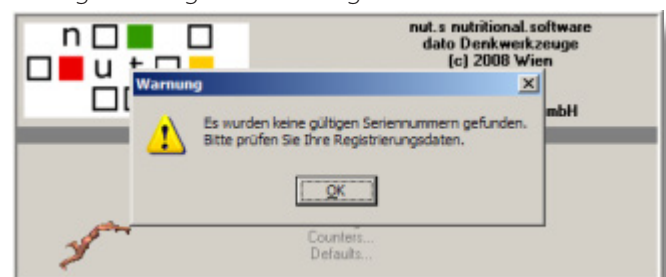 n
nut.s nutritional.software
dato Denkwerkzeuge
(c) 2008 Wien
u t
mbH
Warnung
Es wurden keine gültigen Seriennummern gefunden.
Bitte prüfen Sie Ihre Registrierungsdaten.
OK
Counters...
Defaults...